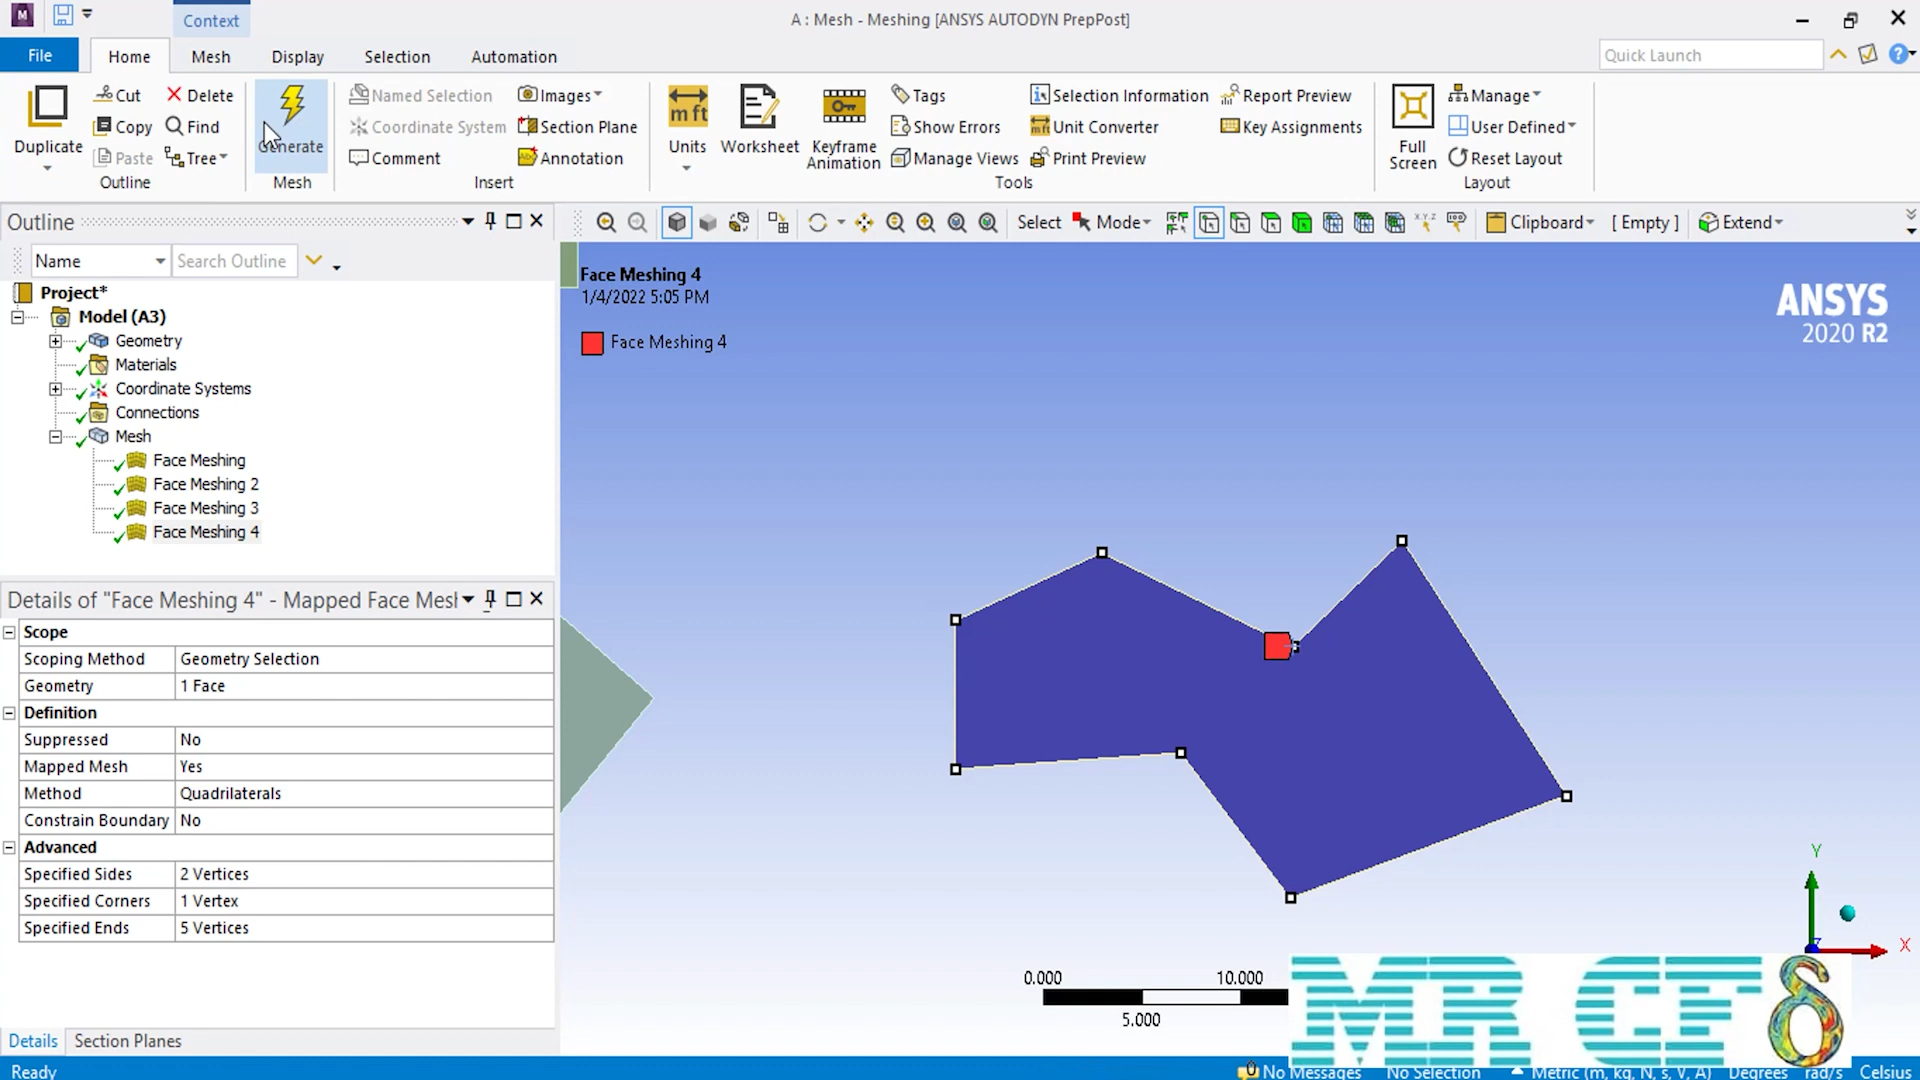 M
Context
A : Mesh - Meshing [ANSYS AUTODYN PrepPost]
File Home Mesh Display Selection Automation
Quick Launch
Duplicate
Cut
Copy
Paste
Delete
Find
Tree
Outline
Generate
Mesh
Named Selection
Coordinate System
Comment
Images
Section Plane
Annotation
Insert
Units
Worksheet
Keyframe
Animation
Tags
Show Errors
Manage Views
Selection Information
Unit Converter
Print Preview
Report Preview
Key Assignments
Tools
Full
Screen
Manage
User Defined
Reset Layout
Layout
Outline
Select Mode Clipboard [ Empty ] Extend
Name Search Outline
Project*
Model (A3)
Geometry
Materials
Coordinate Systems
Connections
Mesh
Face Meshing
Face Meshing 2
Face Meshing 3
Face Meshing 4
Details of "Face Meshing 4" - Mapped Face Mesh
Scope
Scoping Method Geometry Selection
Geometry 1 Face
Definition
Suppressed No
Mapped Mesh Yes
Method Quadrilaterals
Constrain Boundary No
Advanced
Specified Sides 2 Vertices
Specified Corners 1 Vertex
Specified Ends 5 Vertices
Details Section Planes
Face Meshing 4
1/4/2022 5:05 PM
Face Meshing 4
ANSYS
2020 R2
Y
X
0.000 10.000
5.000
MR CFδ
Ready
0 No Messages No Selection Metric (m, kg, N, s, V, A) Degrees rad/s Celsius